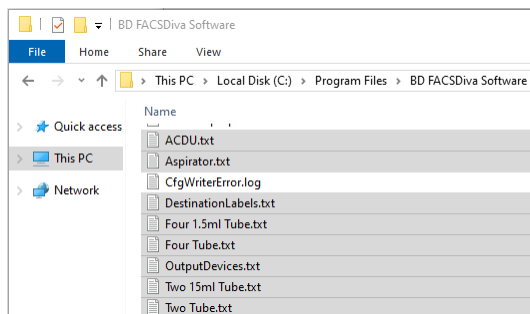 BD FACSDiva Software
File Home Share View
This PC > Local Disk (C:) > Program Files > BD FACSDiva Software
Name
Quick access
This PC
Network
ACDU.txt
Aspirator.txt
CfgWriterError.log
DestinationLabels.txt
Four 1.5ml Tube.txt
Four Tube.txt
OutputDevices.txt
Two 15ml Tube.txt
Two Tube.txt